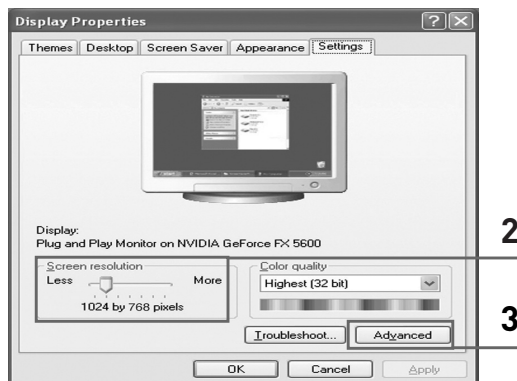 Display Properties
Themes Desktop Screen Saver Appearance Settings
Display:
Plug and Play Monitor on NVIDIA GeForce FX 5600
Screen resolution
Less More
1024 by 768 pixels
Color quality
Highest (32 bit)
2
Troubleshoot... Advanced
3
OK Cancel Apply